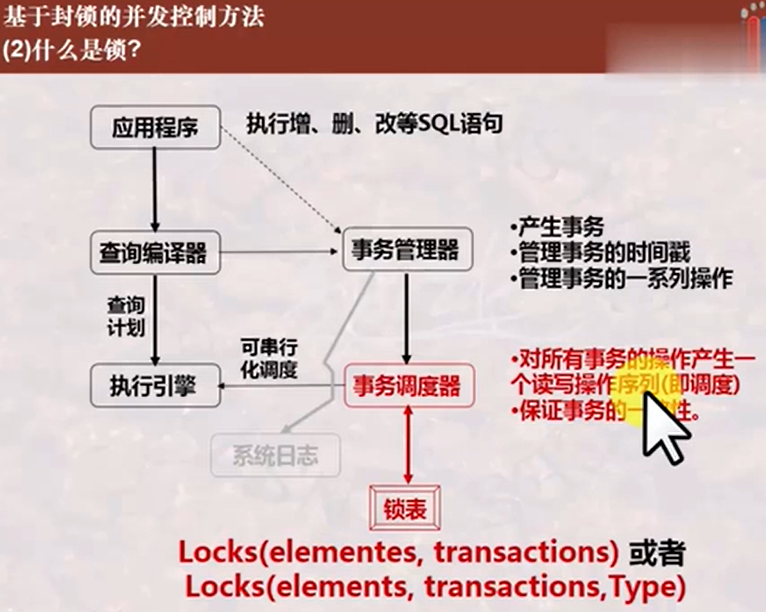 基于封锁的并发控制方法
(2)什么是锁?
应用程序
执行增、删、改等SQL语句
查询编译器
事务管理器
•产生事务
•管理事务的时间戳
•管理事务的一系列操作
查询
计划
可串行
化调度
执行引擎
事务调度器
•对所有事务的操作产生一
个读写操作序列(即调度)
•保证事务的一致性。
系统日志
锁表
Locks(elementes, transactions) 或者
Locks(elements, transactions,Type)